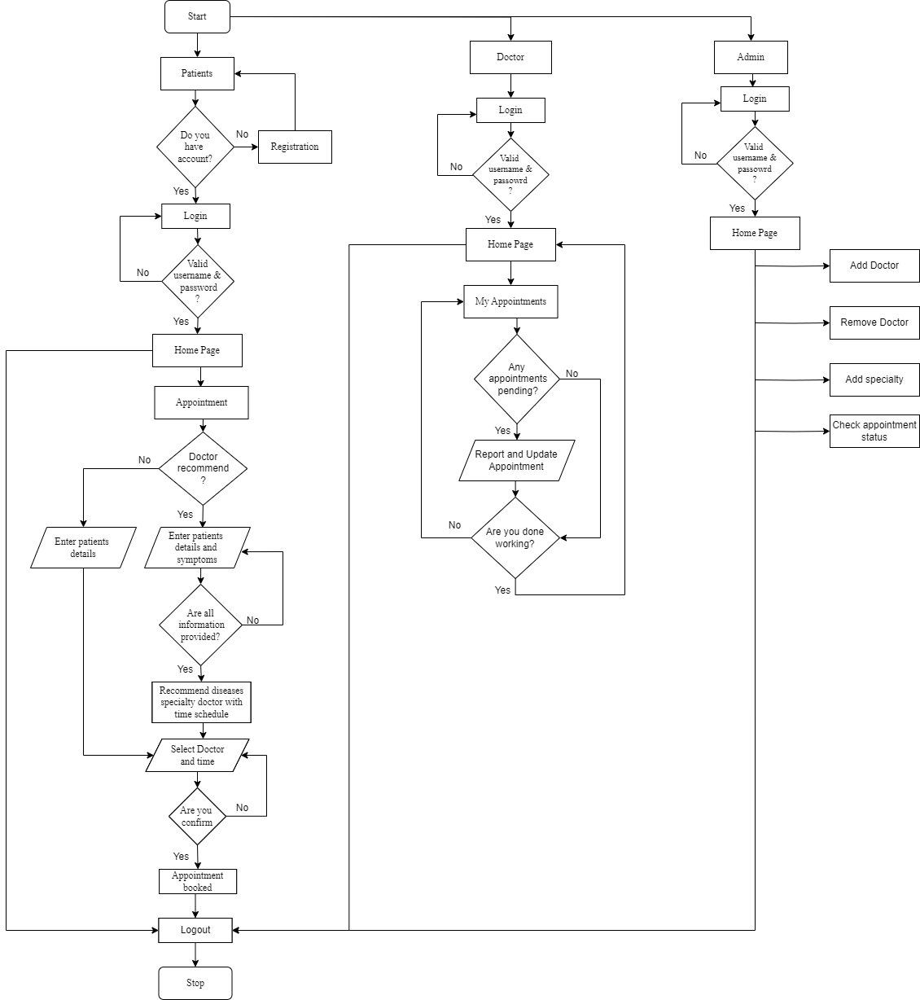 Start
Patients
Do you
have
account?
No
Registration
Yes
Login
Valid
username &
password
?
No
Yes
Home Page
Appointment
Doctor
recommend
?
No
Yes
Enter patients
details
Enter patients
details and
symptoms
Are all
information
provided?
No
Yes
Recommend diseases
specialty doctor with
time schedule
Select Doctor
and time
Are you
confirm
No
Yes
Appointment
booked
Logout
Stop
Doctor
Login
Valid
username &
passowrd
?
No
Yes
Home Page
My Appointments
Any
appointments
pending?
No
Yes
Report and Update
Appointment
Are you done
working?
No
Yes
Admin
Login
Valid
username &
passowrd
?
No
Yes
Home Page
Add Doctor
Remove Doctor
Add specialty
Check appointment
status